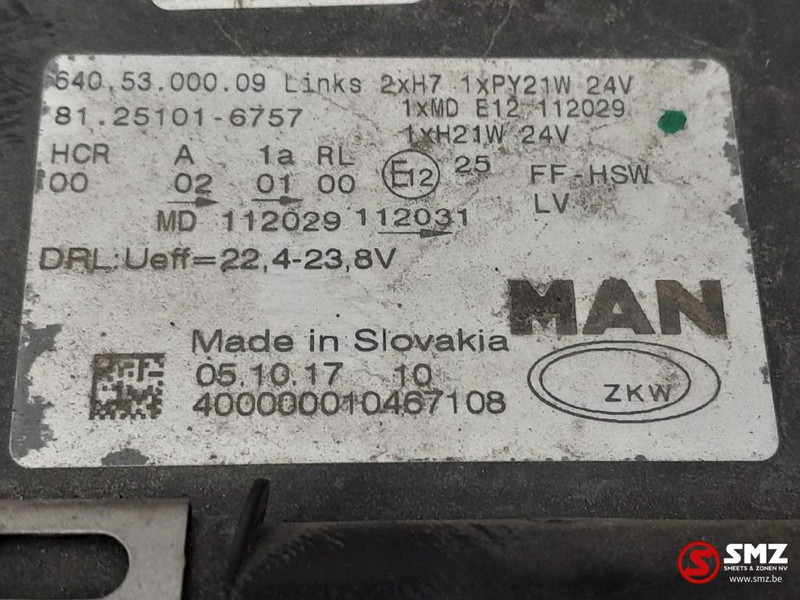 640.53.000.09 Links 2xH7 1xPY21W 24V
81.25101-6757 1xMD E12 112029
1xH21W 24V
HCR A 1a RL
00 02 01 00 E12 25 FF-HSW
LV
MD 112029 112031
DRL:Ueff=22,4-23,8V
MAN
Made in Slovakia
05.10.17 10
400000010467108
ZKW
SMZ
SHEETS & ZONEN NV
www.smz.be